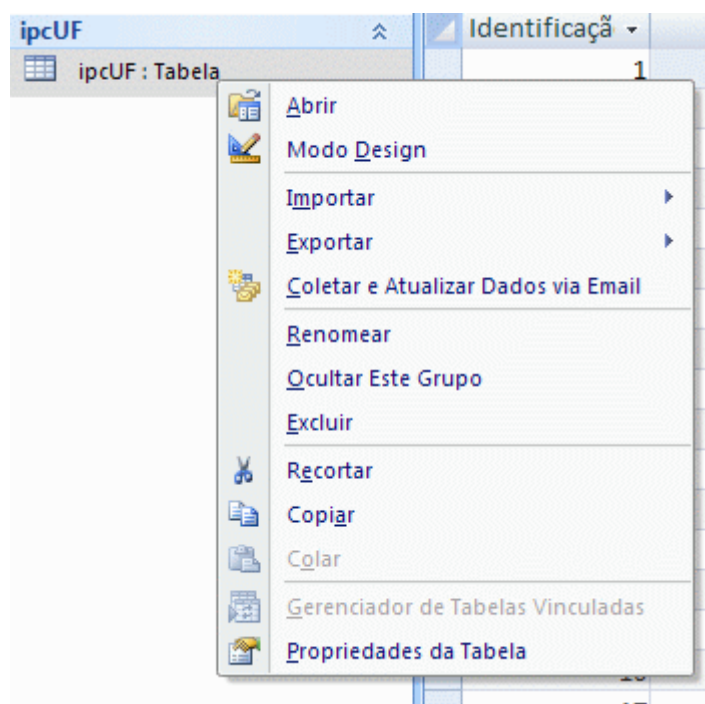 ipcUF
Identificaçã
ipcUF : Tabela
1
Abrir
Modo Design
Importar
Exportar
Coletar e Atualizar Dados via Email
Renomear
Ocultar Este Grupo
Excluir
Recortar
Copiar
Colar
Gerenciador de Tabelas Vinculadas
Propriedades da Tabela